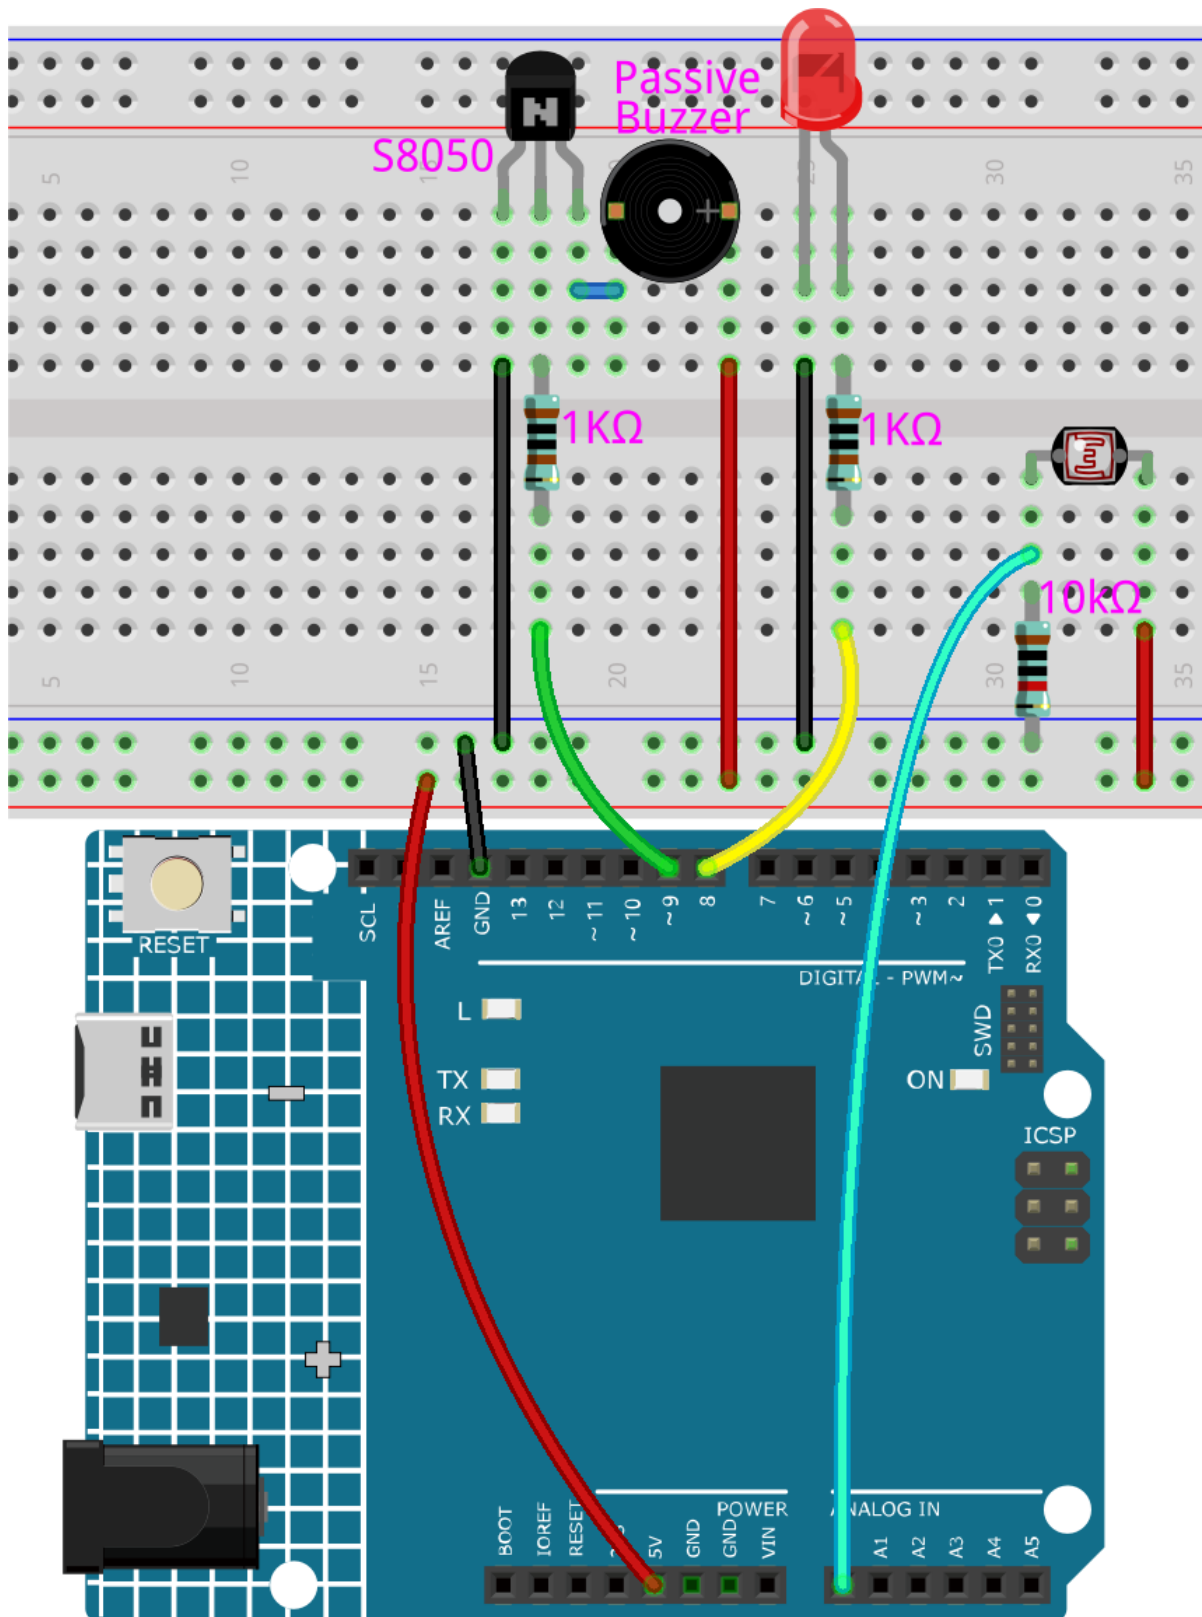 Passive
Buzzer
S8050
5
10
30
35
1KΩ
1KΩ
10kΩ
5
10
15
20
30
35
RESET
SCL
AREF
GND
13
12
~11
~10
~9
8
7
~6
~5
~3
2
TX0▶1
RX0◀0
DIGITAL - PWM~
L
TX
RX
ON
SWD
ICSP
BOOT
IOREF
RESET
5V
GND
GND
VIN
POWER
ANALOG IN
A1
A2
A3
A4
A5